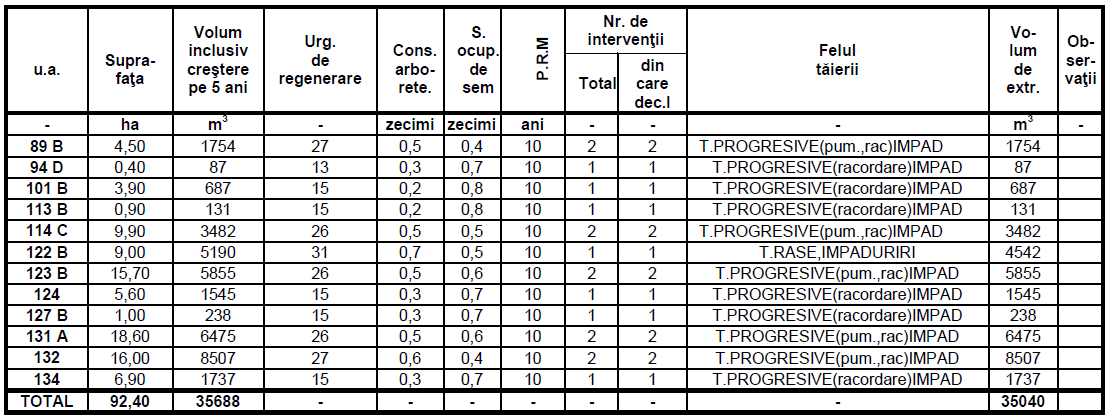 u.a. Supra-faţa Volum inclusiv creştere pe 5 ani Urg. de regenerare Cons. arbo-rete. S. ocup. de sem P.R.M Nr. de intervenţii Total din care dec.I Felul tăierii Vo-lum de extr. Ob-ser-vaţii
- ha m³ - zecimi zecimi ani - - - m³ -
89 B 4,50 1754 27 0,5 0,4 10 2 2 T.PROGRESIVE(pum.,rac)IMPAD 1754
94 D 0,40 87 13 0,3 0,7 10 1 1 T.PROGRESIVE(racordare)IMPAD 87
101 B 3,90 687 15 0,2 0,8 10 1 1 T.PROGRESIVE(racordare)IMPAD 687
113 B 0,90 131 15 0,2 0,8 10 1 1 T.PROGRESIVE(racordare)IMPAD 131
114 C 9,90 3482 26 0,5 0,5 10 2 2 T.PROGRESIVE(pum.,rac)IMPAD 3482
122 B 9,00 5190 31 0,7 0,5 10 1 1 T.RASE,IMPADURIRI 4542
123 B 15,70 5855 26 0,5 0,6 10 2 2 T.PROGRESIVE(pum.,rac)IMPAD 5855
124 5,60 1545 15 0,3 0,7 10 1 1 T.PROGRESIVE(racordare)IMPAD 1545
127 B 1,00 238 15 0,3 0,7 10 1 1 T.PROGRESIVE(racordare)IMPAD 238
131 A 18,60 6475 26 0,5 0,6 10 2 2 T.PROGRESIVE(pum.,rac)IMPAD 6475
132 16,00 8507 27 0,6 0,4 10 2 2 T.PROGRESIVE(pum.,rac)IMPAD 8507
134 6,90 1737 15 0,3 0,7 10 1 1 T.PROGRESIVE(racordare)IMPAD 1737
TOTAL 92,40 35688 - - - - - - - 35040